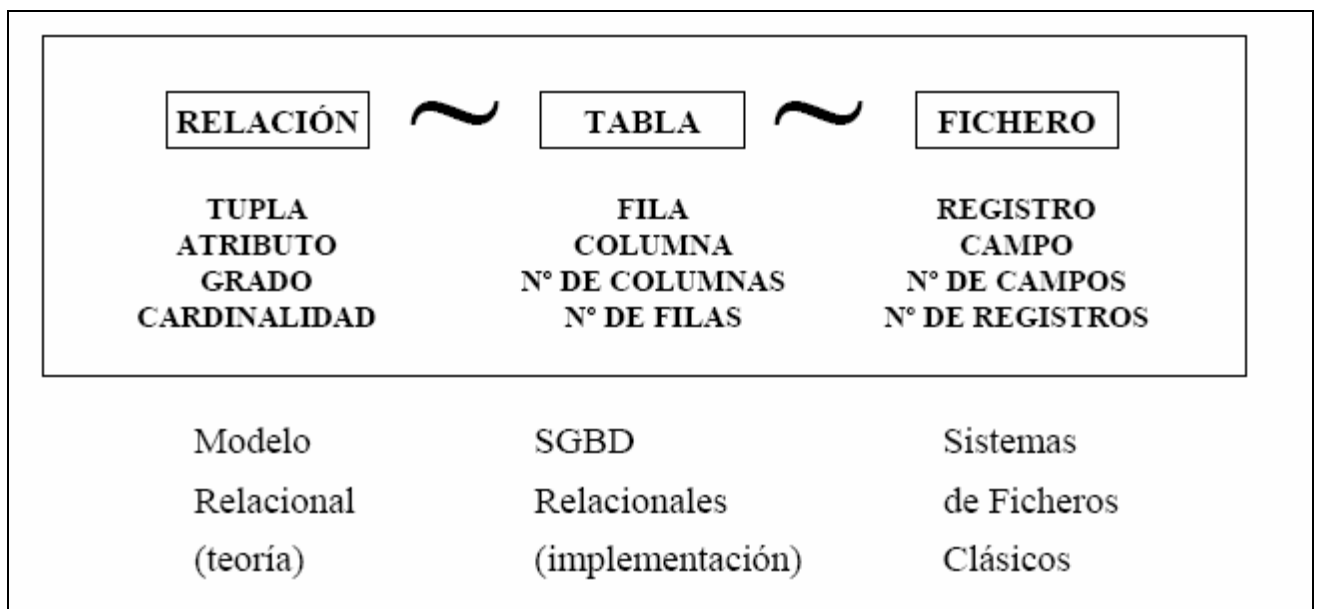 RELACIÓN ~ TABLA ~ FICHERO
TUPLA FILA REGISTRO
ATRIBUTO COLUMNA CAMPO
GRADO Nº DE COLUMNAS Nº DE CAMPOS
CARDINALIDAD Nº DE FILAS Nº DE REGISTROS
Modelo SGBD Sistemas
Relacional Relacionales de Ficheros
(teoría) (implementación) Clásicos